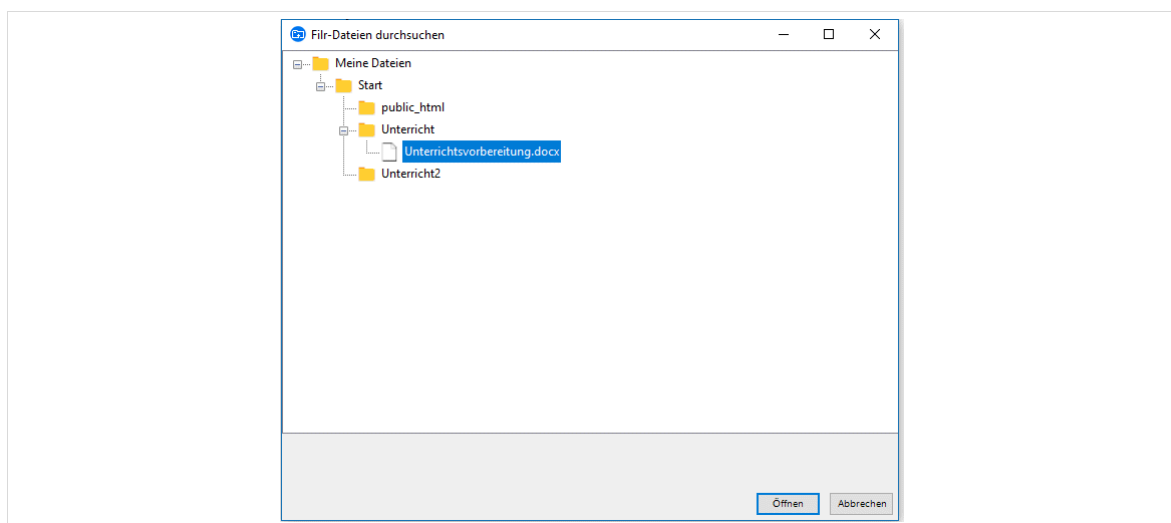 Filr-Dateien durchsuchen
Meine Dateien
Start
public_html
Unterricht
Unterrichtsvorbereitung.docx
Unterricht2
Öffnen Abbrechen